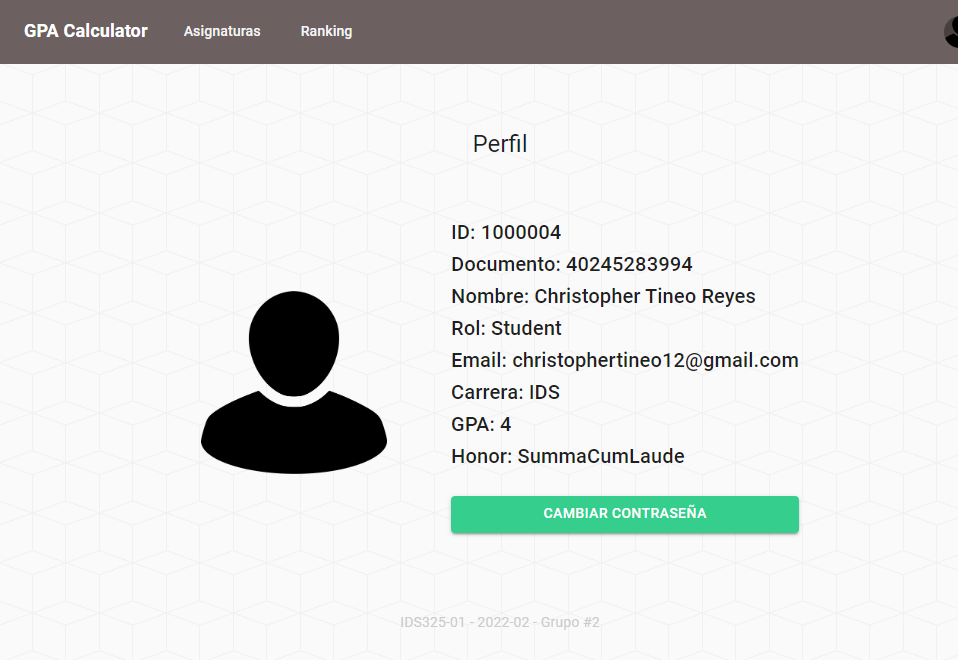 GPA Calculator Asignaturas Ranking
Perfil
ID: 1000004
Documento: 40245283994
Nombre: Christopher Tineo Reyes
Rol: Student
Email: christophertineo12@gmail.com
Carrera: IDS
GPA: 4
Honor: SummaCumLaude
CAMBIAR CONTRASEÑA
IDS325-01 - 2022-02 - Grupo #2